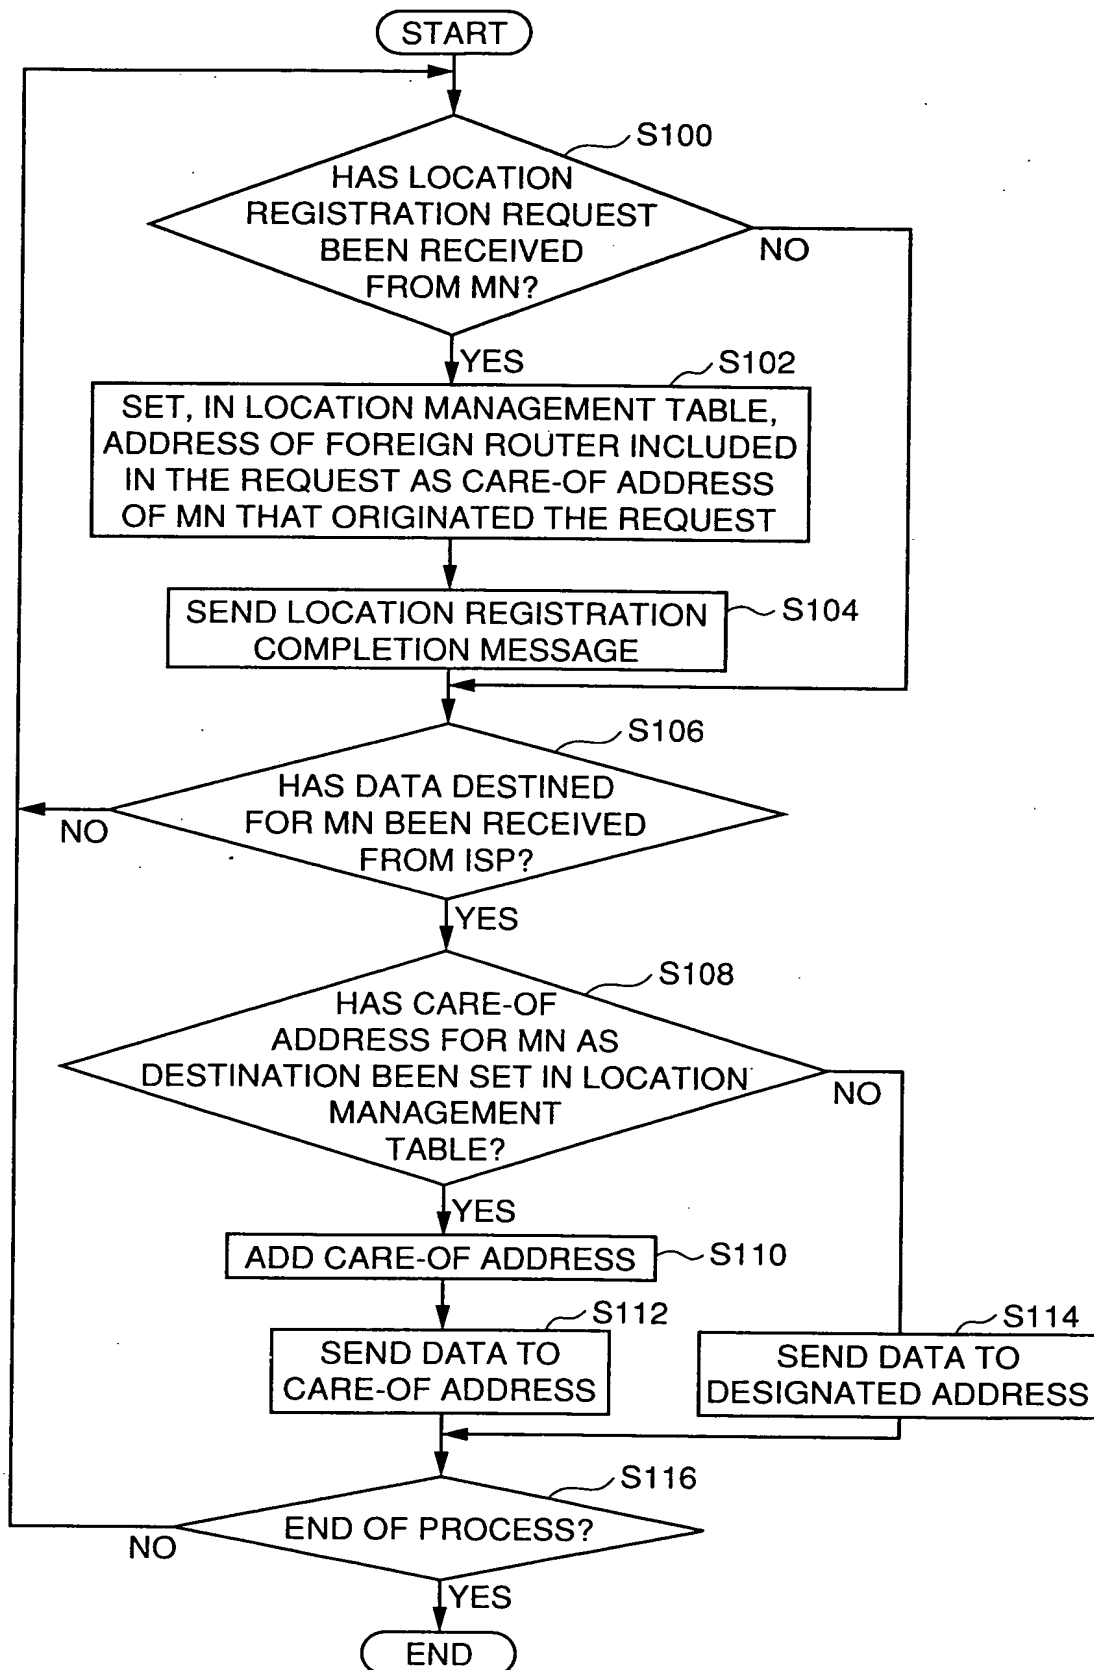 START
S100
HAS LOCATION
REGISTRATION REQUEST
BEEN RECEIVED
FROM MN?
NO
YES
S102
SET, IN LOCATION MANAGEMENT TABLE,
ADDRESS OF FOREIGN ROUTER INCLUDED
IN THE REQUEST AS CARE-OF ADDRESS
OF MN THAT ORIGINATED THE REQUEST
S104
SEND LOCATION REGISTRATION
COMPLETION MESSAGE
S106
HAS DATA DESTINED
FOR MN BEEN RECEIVED
FROM ISP?
NO
YES
S108
HAS CARE-OF
ADDRESS FOR MN AS
DESTINATION BEEN SET IN LOCATION
MANAGEMENT
TABLE?
NO
YES
ADD CARE-OF ADDRESS
S110
S112
SEND DATA TO
CARE-OF ADDRESS
S114
SEND DATA TO
DESIGNATED ADDRESS
S116
END OF PROCESS?
NO
YES
END